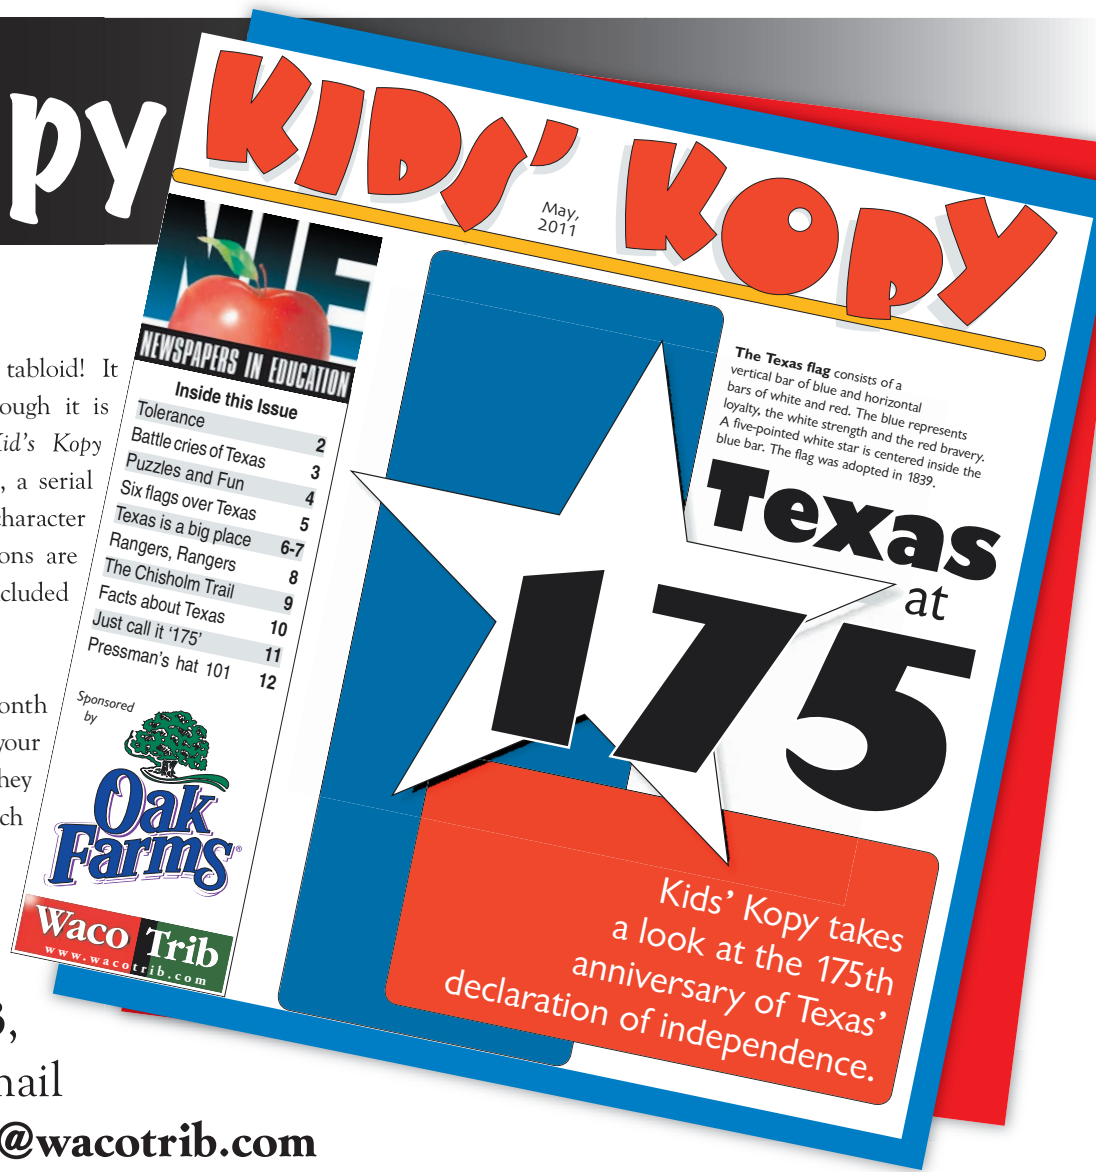 py
tabloid! It
ough it is
Kid's Kopy
, a serial
character
ons are
cluded
onth
your
hey
ch
3,
nail
@wacotrib.com
KIDS' KOPY
May,
2011
NIE
NEWSPAPERS IN EDUCATION
Inside this Issue
Tolerance 2
Battle cries of Texas 3
Puzzles and Fun 4
Six flags over Texas 5
Texas is a big place 6-7
Rangers, Rangers 8
The Chisholm Trail 9
Facts about Texas 10
Just call it '175' 11
Pressman's hat 101 12
Sponsored
by
Oak
Farms®
Waco Trib
www.wacotrib.com
The Texas flag consists of a
vertical bar of blue and horizontal
bars of white and red. The blue represents
loyalty, the white strength and the red bravery.
A five-pointed white star is centered inside the
blue bar. The flag was adopted in 1839.
Texas
at
175
Kids' Kopy takes
a look at the 175th
anniversary of Texas'
declaration of independence.